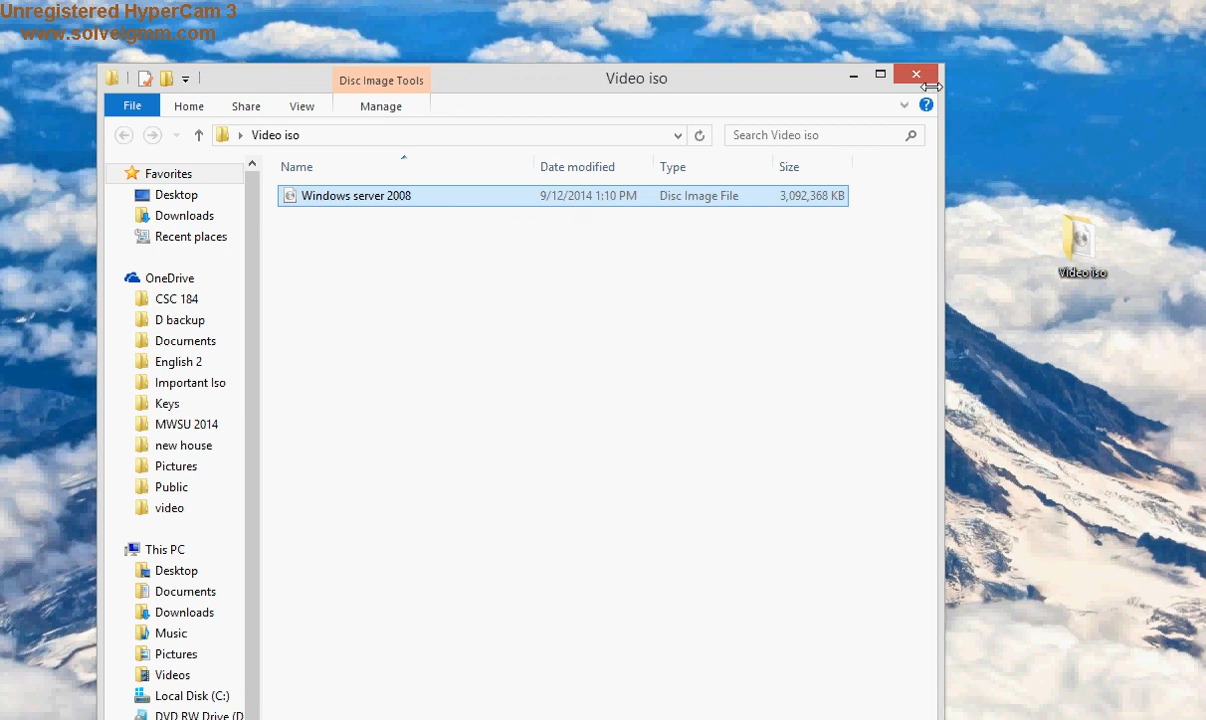 Unregistered HyperCam 3
www.solveigmm.com
Disc Image Tools
Video iso
File
Home
Share
View
Manage
Video iso
Search Video iso
Name
Date modified
Type
Size
Windows server 2008
9/12/2014 1:10 PM
Disc Image File
3,092,368 KB
Favorites
Desktop
Downloads
Recent places
OneDrive
CSC 184
D backup
Documents
English 2
Important Iso
Keys
MWSU 2014
new house
Pictures
Public
video
This PC
Desktop
Documents
Downloads
Music
Pictures
Videos
Local Disk (C:)
DVD RW Drive (D
Video iso